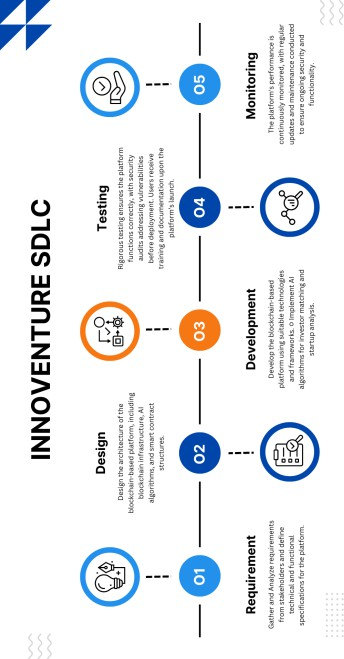 INNOVENTURE SDLC
01
Requirement
Gather and Analyze requirements
from stakeholders and define
technical and functional
specifications for the platform.
02
Design
Design the architecture of the
blockchain-based platform, including
blockchain infrastructure, AI
algorithms, and smart contract
structures.
03
Development
Develop the blockchain-based
platform using suitable technologies
and frameworks. o Implement AI
algorithms for investor matching and
startup analysis.
04
Testing
Rigorous testing ensures the platform
functions correctly, with security
audits addressing vulnerabilities
before deployment. Users receive
training and documentation upon the
platform's launch.
05
Monitoring
The platform's performance is
continuously monitored, with regular
updates and maintenance conducted
to ensure ongoing security and
functionality.